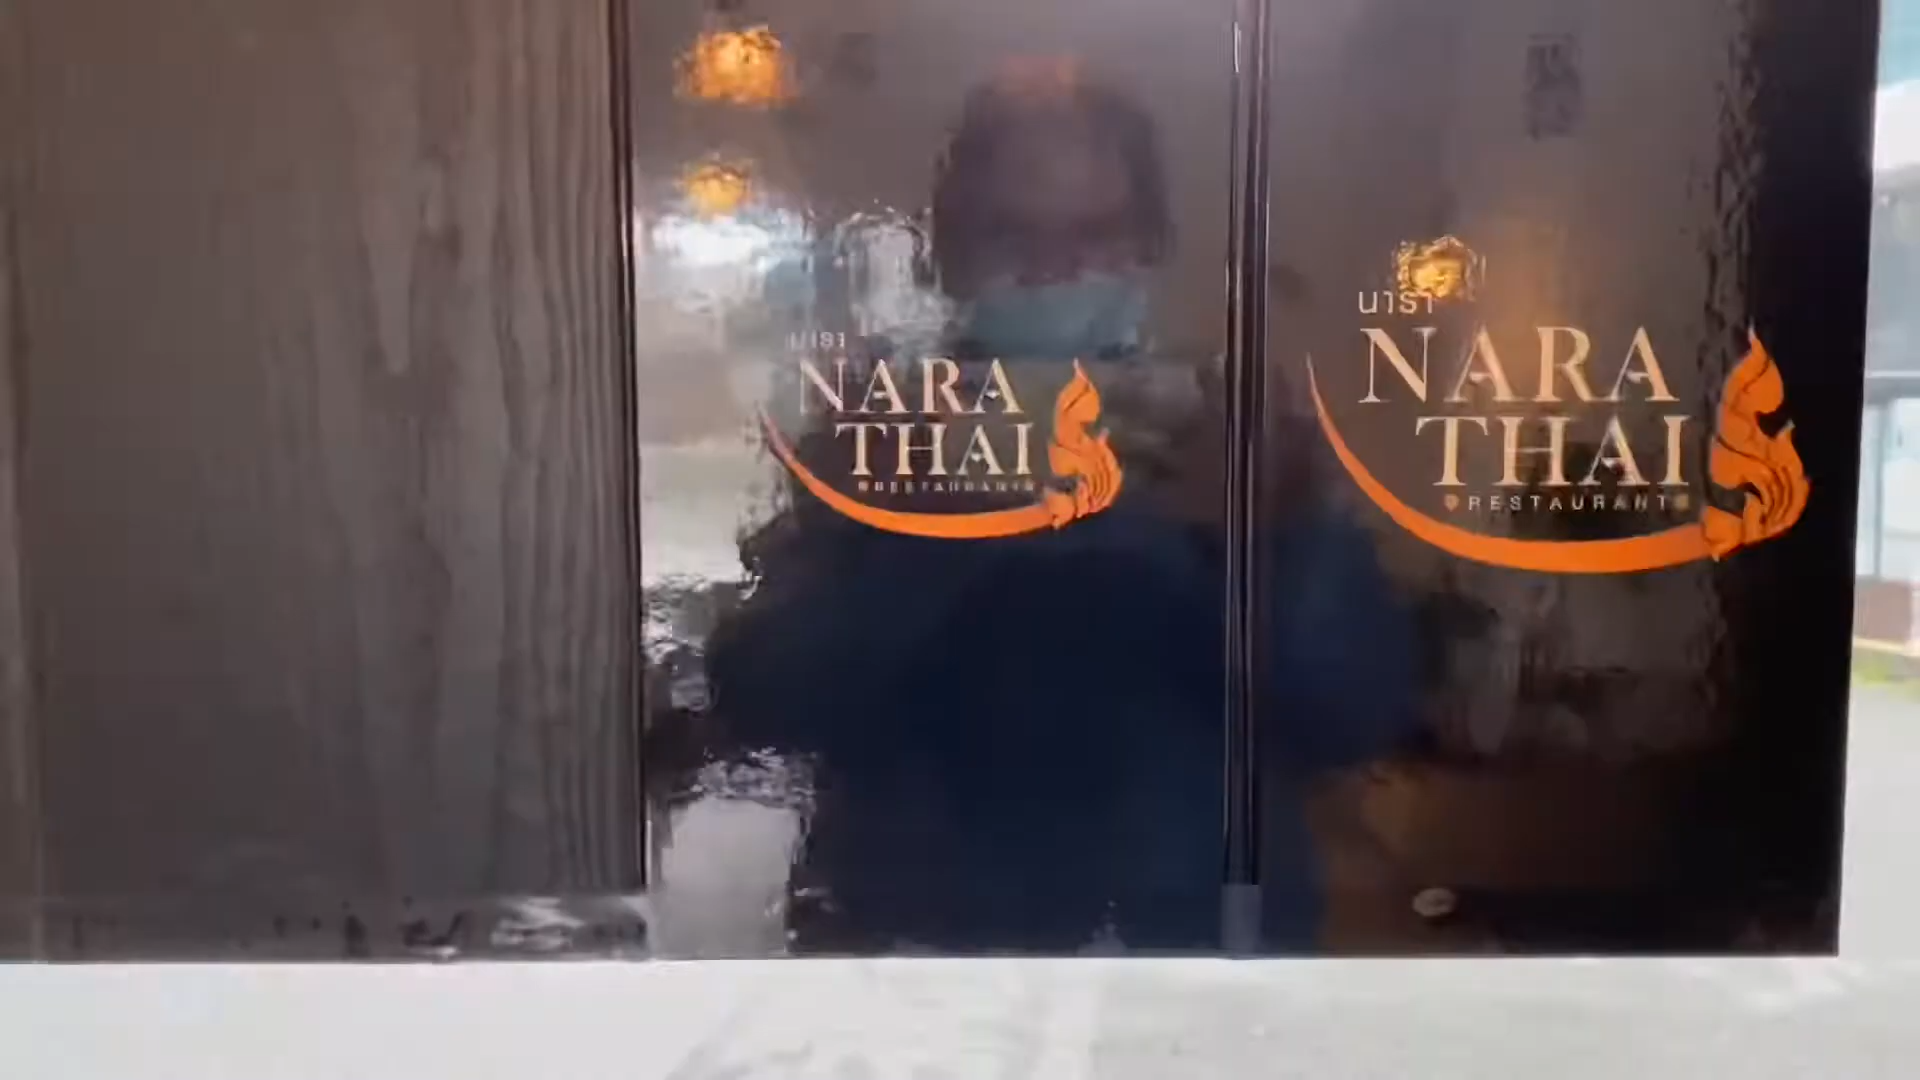 นารา
NARA
THAI
RESTAURANT
นารา
NARA
THAI
RESTAURANT